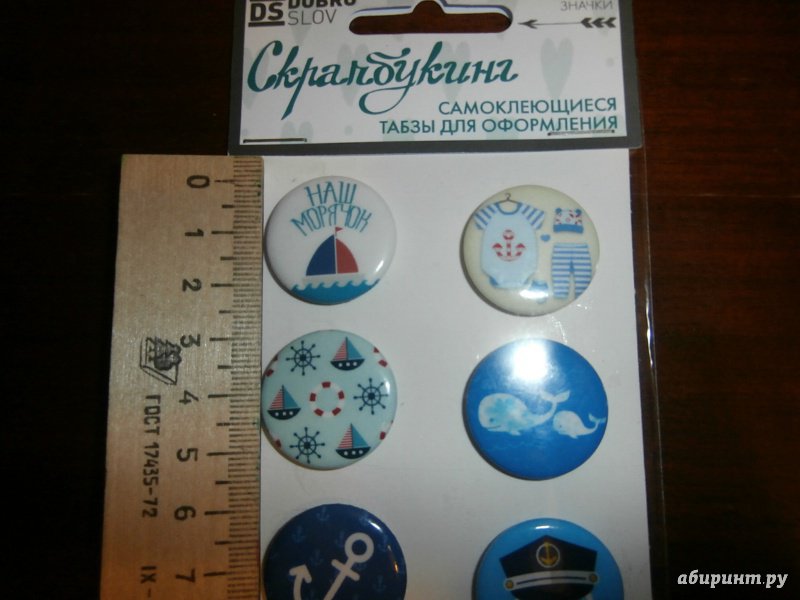 DS DOBRO
SLOV
ЗНАЧКИ
Скрапбукинг
САМОКЛЕЮЩИЕСЯ
ТАБЗЫ ДЛЯ ОФОРМЛЕНИЯ
НАШ
МОРЯЧОК
0
1
2
3
4
5
6
7
ГОСТ 17435-72
IX -
абиринт.ру